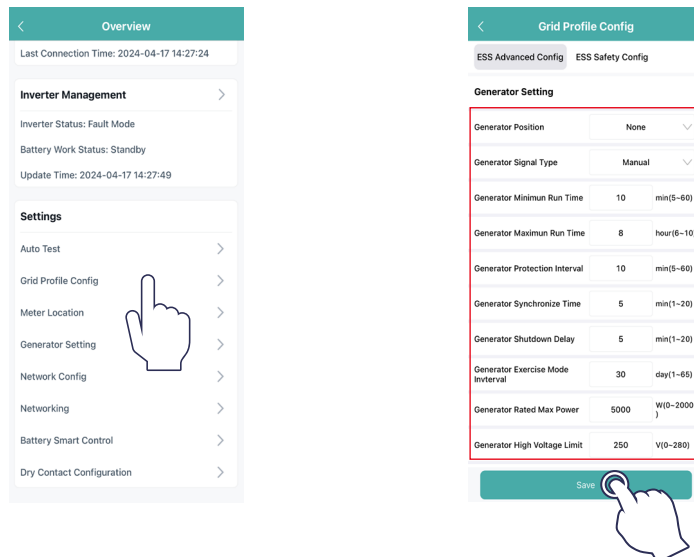 Overview
Last Connection Time: 2024-04-17 14:27:24
Inverter Management
Inverter Status: Fault Mode
Battery Work Status: Standby
Update Time: 2024-04-17 14:27:49
Settings
Auto Test
Grid Profile Config
Meter Location
Generator Setting
Network Config
Networking
Battery Smart Control
Dry Contact Configuration
Grid Profile Config
ESS Advanced Config ESS Safety Config
Generator Setting
Generator Position None
Generator Signal Type Manual
Generator Minimun Run Time 10 min(5~60)
Generator Maximun Run Time 8 hour(6~10)
Generator Protection Interval 10 min(5~60)
Generator Synchronize Time 5 min(1~20)
Generator Shutdown Delay 5 min(1~20)
Generator Exercise Mode
Invterval 30 day(1~65)
Generator Rated Max Power 5000 W(0~2000
)
Generator High Voltage Limit 250 V(0~280)
Save